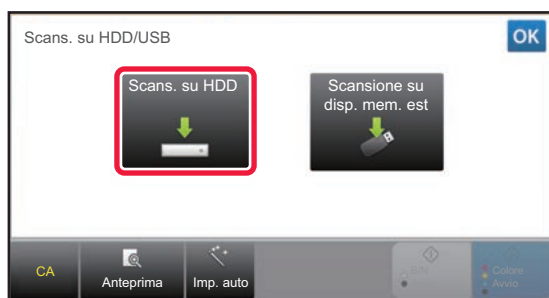 Scans. su HDD/USB
OK
Scans. su HDD
Scansione su
disp. mem. est
CA
Anteprima
Imp. auto
B/N
Colore
Avvio